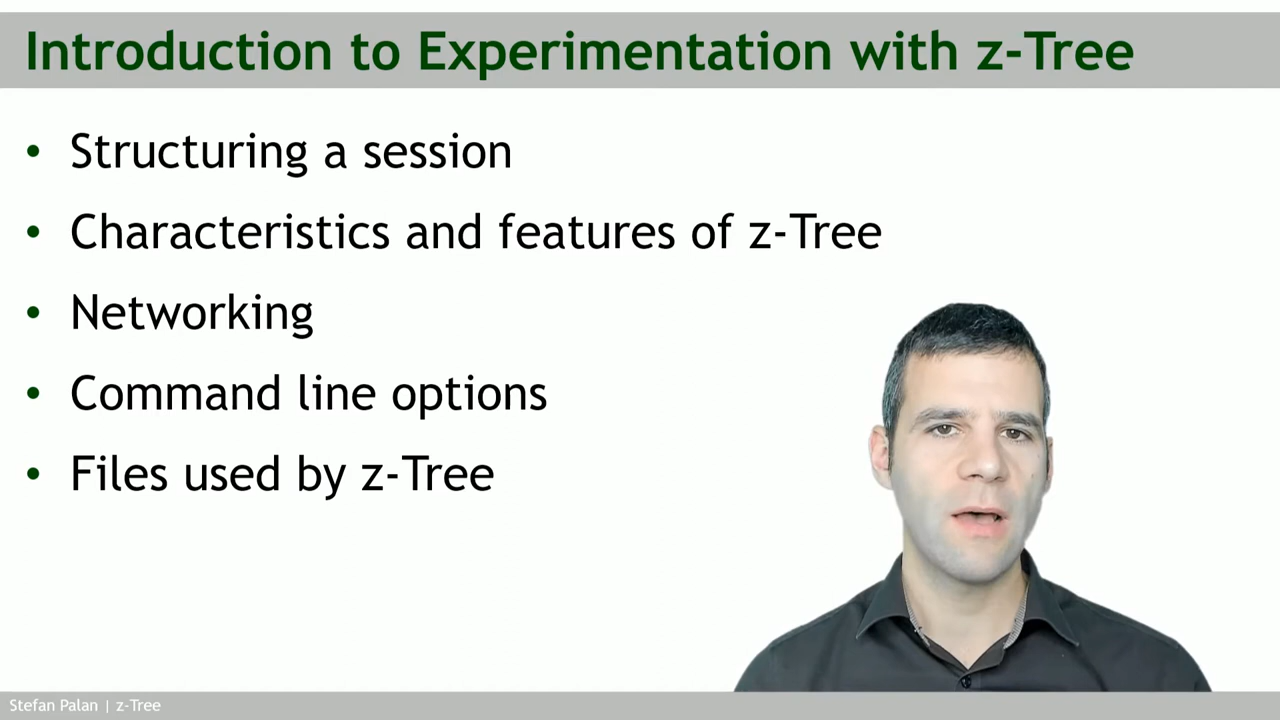 Introduction to Experimentation with z-Tree
• Structuring a session
• Characteristics and features of z-Tree
• Networking
• Command line options
• Files used by z-Tree
Stefan Palan | z-Tree